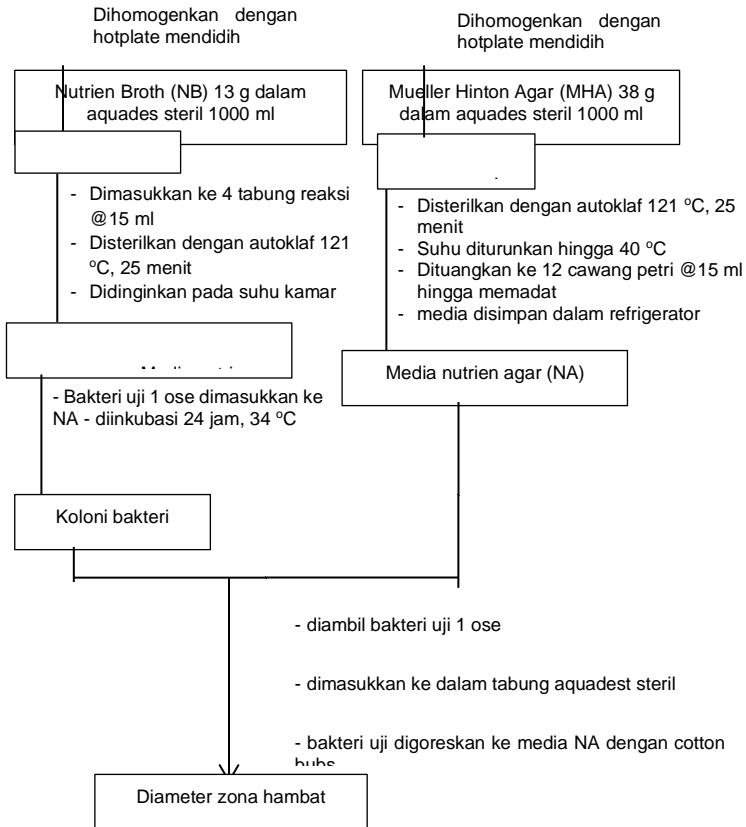 Dihomogenkan dengan
hotplate mendidih
Dihomogenkan dengan
hotplate mendidih
Nutrien Broth (NB) 13 g dalam
aquades steril 1000 ml
Mueller Hinton Agar (MHA) 38 g
dalam aquades steril 1000 ml
- Dimasukkan ke 4 tabung reaksi
@15 ml
- Disterilkan dengan autoklaf 121
°C, 25 menit
- Didinginkan pada suhu kamar
- Disterilkan dengan autoklaf 121 °C, 25
menit
- Suhu diturunkan hingga 40 °C
- Dituangkan ke 12 cawang petri @15 ml
hingga memadat
- media disimpan dalam refrigerator
Media nutrien agar (NA)
- Bakteri uji 1 ose dimasukkan ke
NA - diinkubasi 24 jam, 34 °C
Koloni bakteri
- diambil bakteri uji 1 ose
- dimasukkan ke dalam tabung aquadest steril
- bakteri uji digoreskan ke media NA dengan cotton
Diameter zona hambat